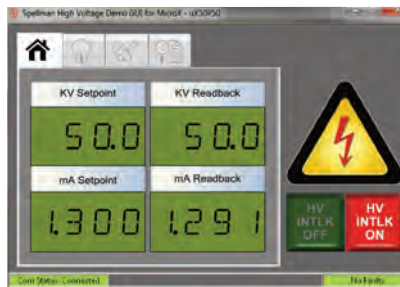 Spellman High Voltage Demo GUI for MicroX - uX50P50
KV Setpoint
KV Readback
50.0
50.0
mA Setpoint
mA Readback
1.300
1.291
HV INTLK OFF
HV INTLK ON
Com Status: Connected
No Faults